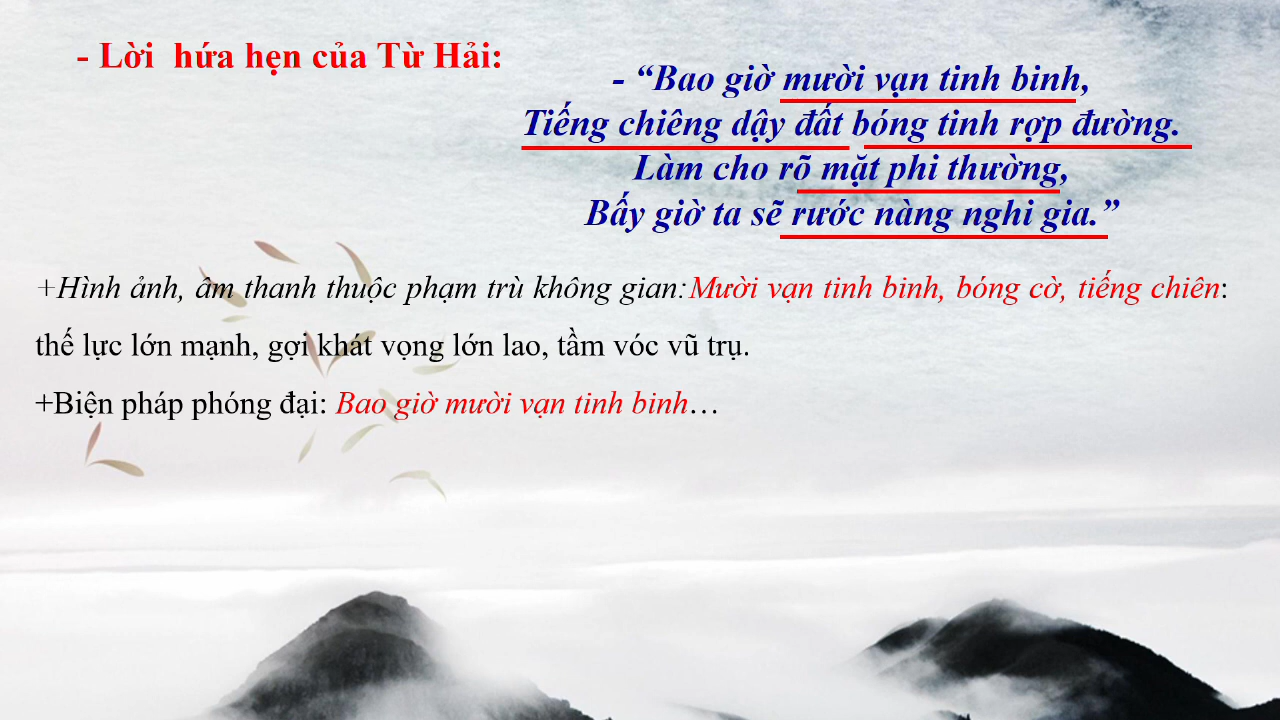 - Lời hứa hẹn của Từ Hải:
- “Bao giờ mười vạn tinh binh,
Tiếng chiêng dậy đất bóng tinh rợp đường.
Làm cho rõ mặt phi thường,
Bấy giờ ta sẽ rước nàng nghi gia.”
+Hình ảnh, âm thanh thuộc phạm trù không gian:Mười vạn tinh binh, bóng cờ, tiếng chiên:
thế lực lớn mạnh, gợi khát vọng lớn lao, tầm vóc vũ trụ.
+Biện pháp phóng đại: Bao giờ mười vạn tinh binh…